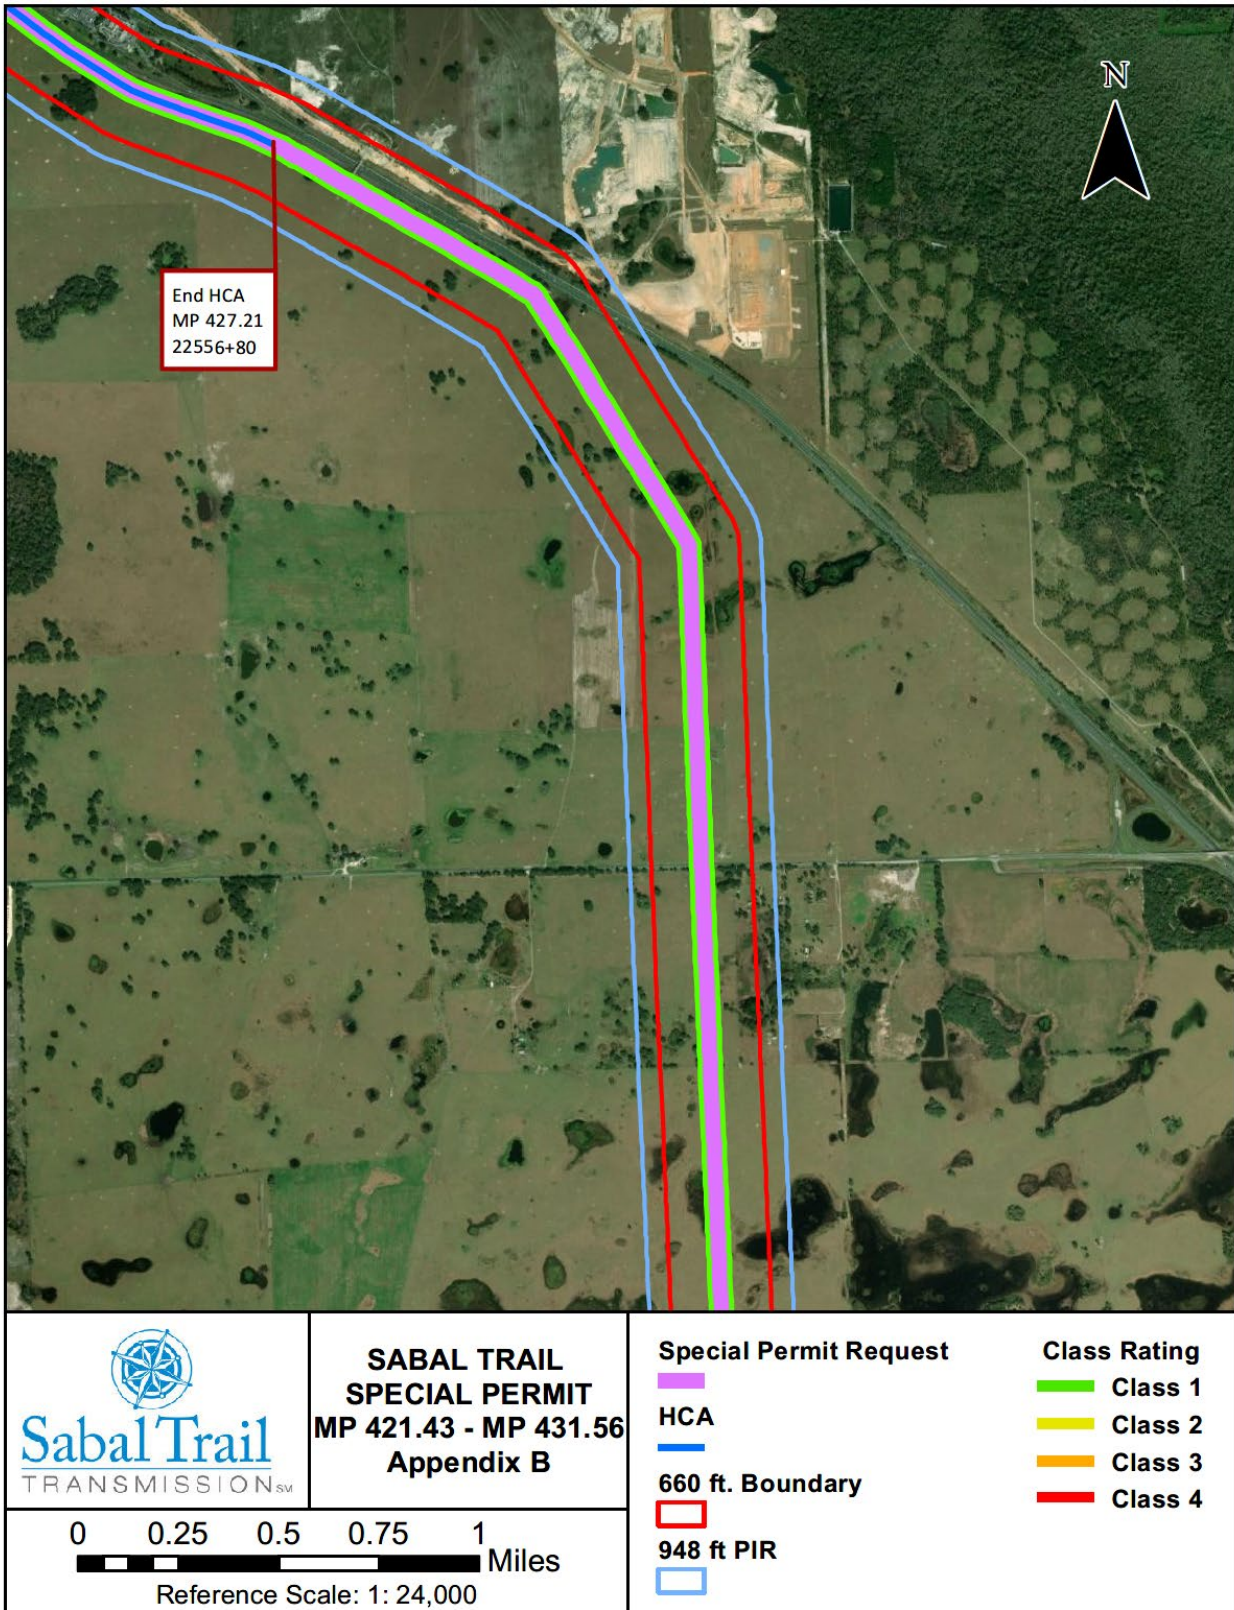 N
End HCA
MP 427.21
22556+80
Sabal Trail
TRANSMISSION SM
SABAL TRAIL
SPECIAL PERMIT
MP 421.43 - MP 431.56
Appendix B
0 0.25 0.5 0.75 1
Miles
Reference Scale: 1: 24,000
Special Permit Request
HCA
660 ft. Boundary
948 ft PIR
Class Rating
Class 1
Class 2
Class 3
Class 4